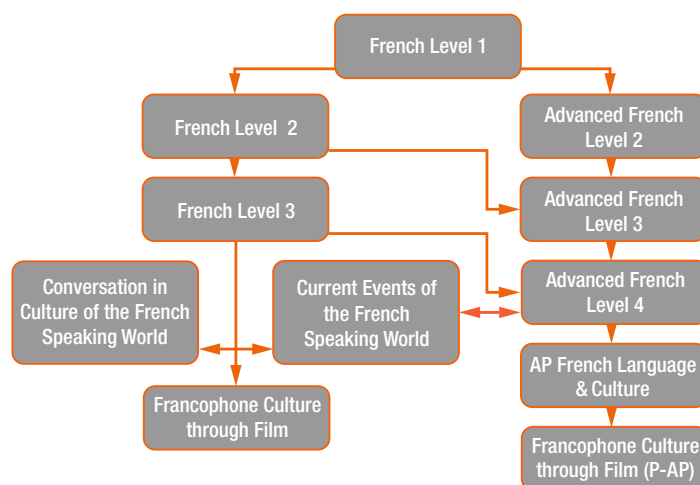 French Level 1
French Level 2
Advanced French
Level 2
French Level 3
Advanced French
Level 3
Conversation in
Culture of the French
Speaking World
Current Events of
the French
Speaking World
Advanced French
Level 4
AP French Language
& Culture
Francophone Culture
through Film
Francophone Culture
through Film (P-AP)